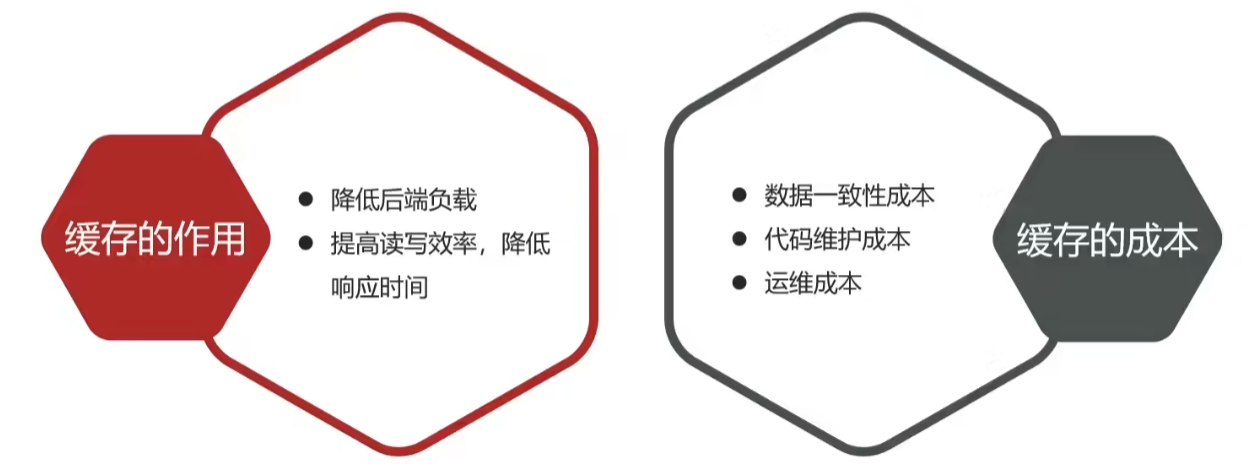 缓存的作用
● 降低后端负载
● 提高读写效率，降低
响应时间
● 数据一致性成本
● 代码维护成本
● 运维成本
缓存的成本